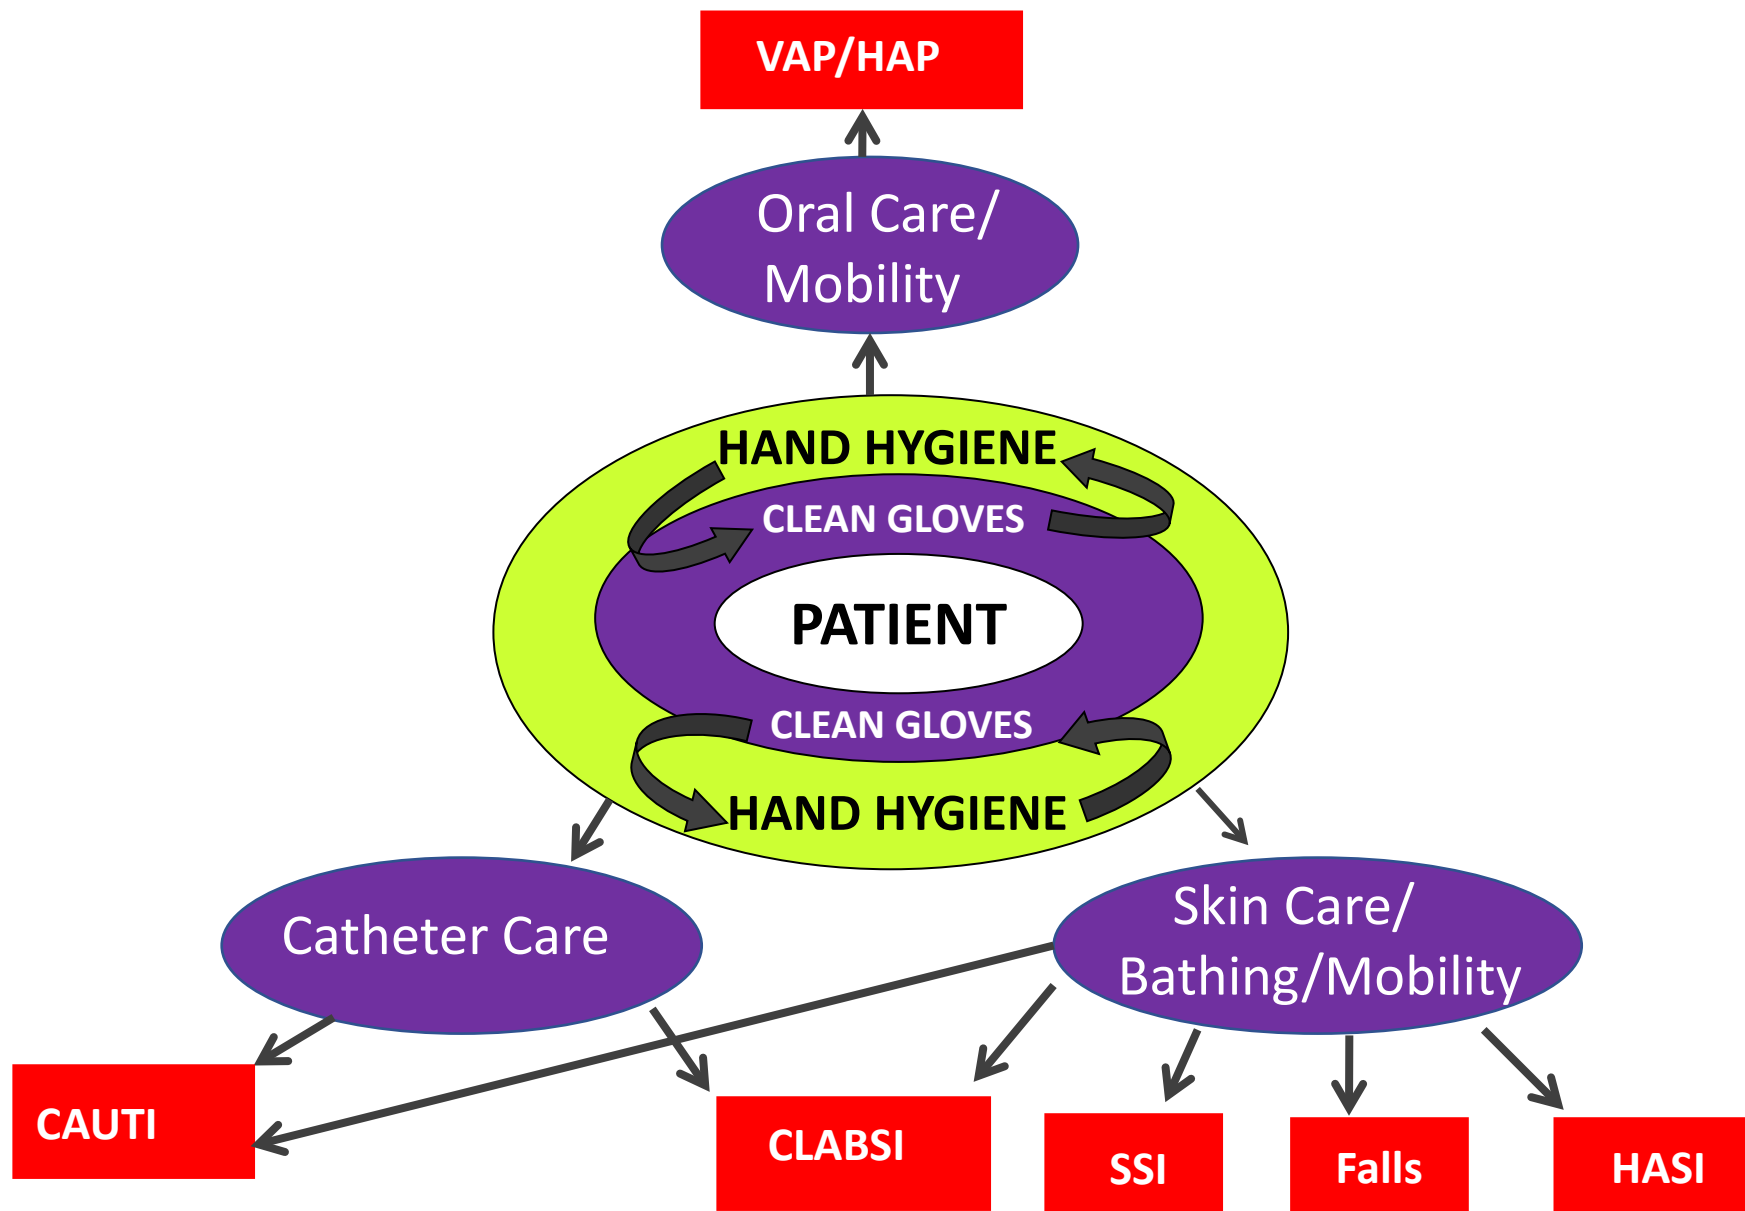 VAP/HAP
Oral Care/
Mobility
HAND HYGIENE
CLEAN GLOVES
PATIENT
CLEAN GLOVES
HAND HYGIENE
Catheter Care
Skin Care/
Bathing/Mobility
CAUTI
CLABSI
SSI
Falls
HASI